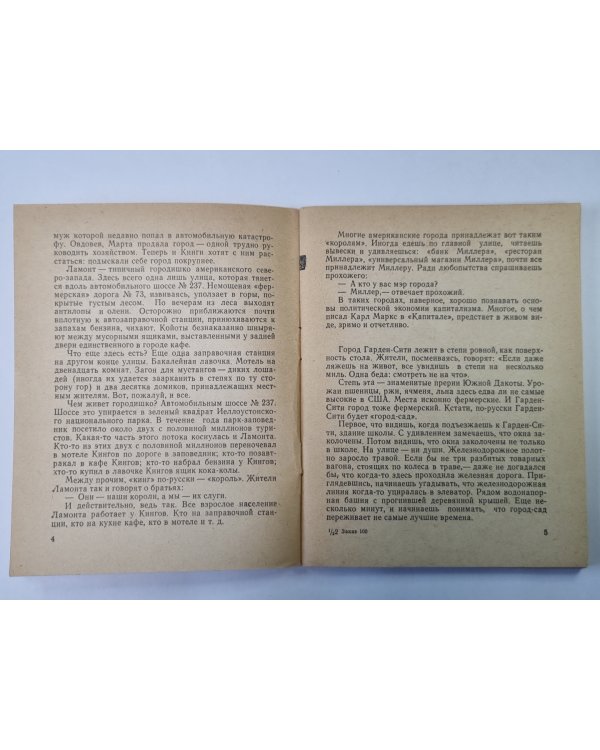 муж которой недавно попал в автомобильную катастро-
фу. Овдовев, Марта продала город — одной трудно ру-
ководить хозяйством. Теперь и Кинги хотят с ним рас-
статься: подыскали себе город покрупнее.
Ламонт — типичный городишко американского севе-
ро-запада. Здесь всего одна лишь улица, которая тянет-
ся вдоль автомобильного шоссе № 237. Немощеная «фер-
мерская» дорога № 73, извиваясь, уползает в горы, по-
крытые густым лесом. По вечерам из леса выходят
антилопы и олени. Осторожно приближаются почти
вплотную к автозаправочной станции, принюхиваются к
запахам бензина, чихают. Койоты безнаказанно шныря-
ют между мусорными ящиками, выставленными у задней
двери единственного в городе кафе.
Что еще здесь есть? Еще одна заправочная станция
на другом конце улицы. Бакалейная лавочка. Мотель на
двенадцать комнат. Загон для мустангов — диких лоша-
дей (иногда их удается заарканить в степях по ту сторо-
ну гор) и два десятка домиков, принадлежащих мест-
ным жителям. Вот, пожалуй, и все.
Чем живет городишко? Автомобильным шоссе № 237.
Шоссе это упирается в зеленый квадрат Йеллоустонско-
го национального парка. В течение года парк-заповед-
ник посетило около двух с половиной миллионов тури-
стов. Какая-то часть этого потока коснулась и Ламонта.
Кто-то из этих двух с половиной миллионов переночевал
в мотеле Кингов по дороге в заповедник; кто-то позавт-
ракал в кафе Кингов; кто-то набрал бензина у Кингов;
кто-то купил в лавочке Кингов ящик кока-колы.
Между прочим, «кинг» по-русски — «король». Жители
Ламонта так и говорят о братьях:
— Они — наши короли, а мы — их слуги.
И действительно, ведь так. Все взрослое население
Ламонта работает у Кингов. Кто на заправочной стан-
ции, кто на кухне кафе, кто в мотеле и т. д.
4
Многие американские города принадлежат вот таким
«королям». Иногда едешь по главной улице, читаешь
вывески и удивляешься: «банк Миллера», «ресторан
Миллера», «универсальный магазин Миллера», почти все
принадлежит Миллеру. Ради любопытства спрашиваешь
прохожего:
— А кто у вас мэр города?
— Миллер,— отвечает прохожий.
В таких городах, наверное, хорошо познавать осно-
вы политической экономии капитализма. Многое, о чем
писал Карл Маркс в «Капитале», предстает в живом ви-
де, зримо и отчетливо.
Город Гарден-Сити лежит в степи ровной, как поверх-
ность стола. Жители, посмеиваясь, говорят: «Если даже
ляжешь на живот, все увидишь в степи на несколько
миль. Одна беда: смотреть не на что».
Степь эта — знаменитые прерии Южной Дакоты. Уро-
жаи пшеницы, ржи, ячменя, льна здесь едва ли не самые
высокие в США. Места исконно фермерские. И Гарден-
Сити город тоже фермерский. Кстати, по-русски Гарден-
Сити будет «город-сад».
Первое, что видишь, когда подъезжаешь к Гарден-Си-
ти, здание школы. С удивлением замечаешь, что окна за-
колочены. Потом видишь, что окна заколочены не только
в школе. На улице — ни души. Железнодорожное полот-
но заросло травой. Если бы не три разбитых товарных
вагона, стоящих по колеса в траве,— даже не догадался
бы, что когда-то здесь проходила железная дорога. При-
глядевшись, начинаешь угадывать, что железнодорожная
линия когда-то упиралась в элеватор. Рядом водонапор-
ная башня с прогнившей деревянной крышей. Еще не-
сколько минут, и начинаешь понимать, что город-сад
переживает не самые лучшие времена.
1/42 Заказ 100
5